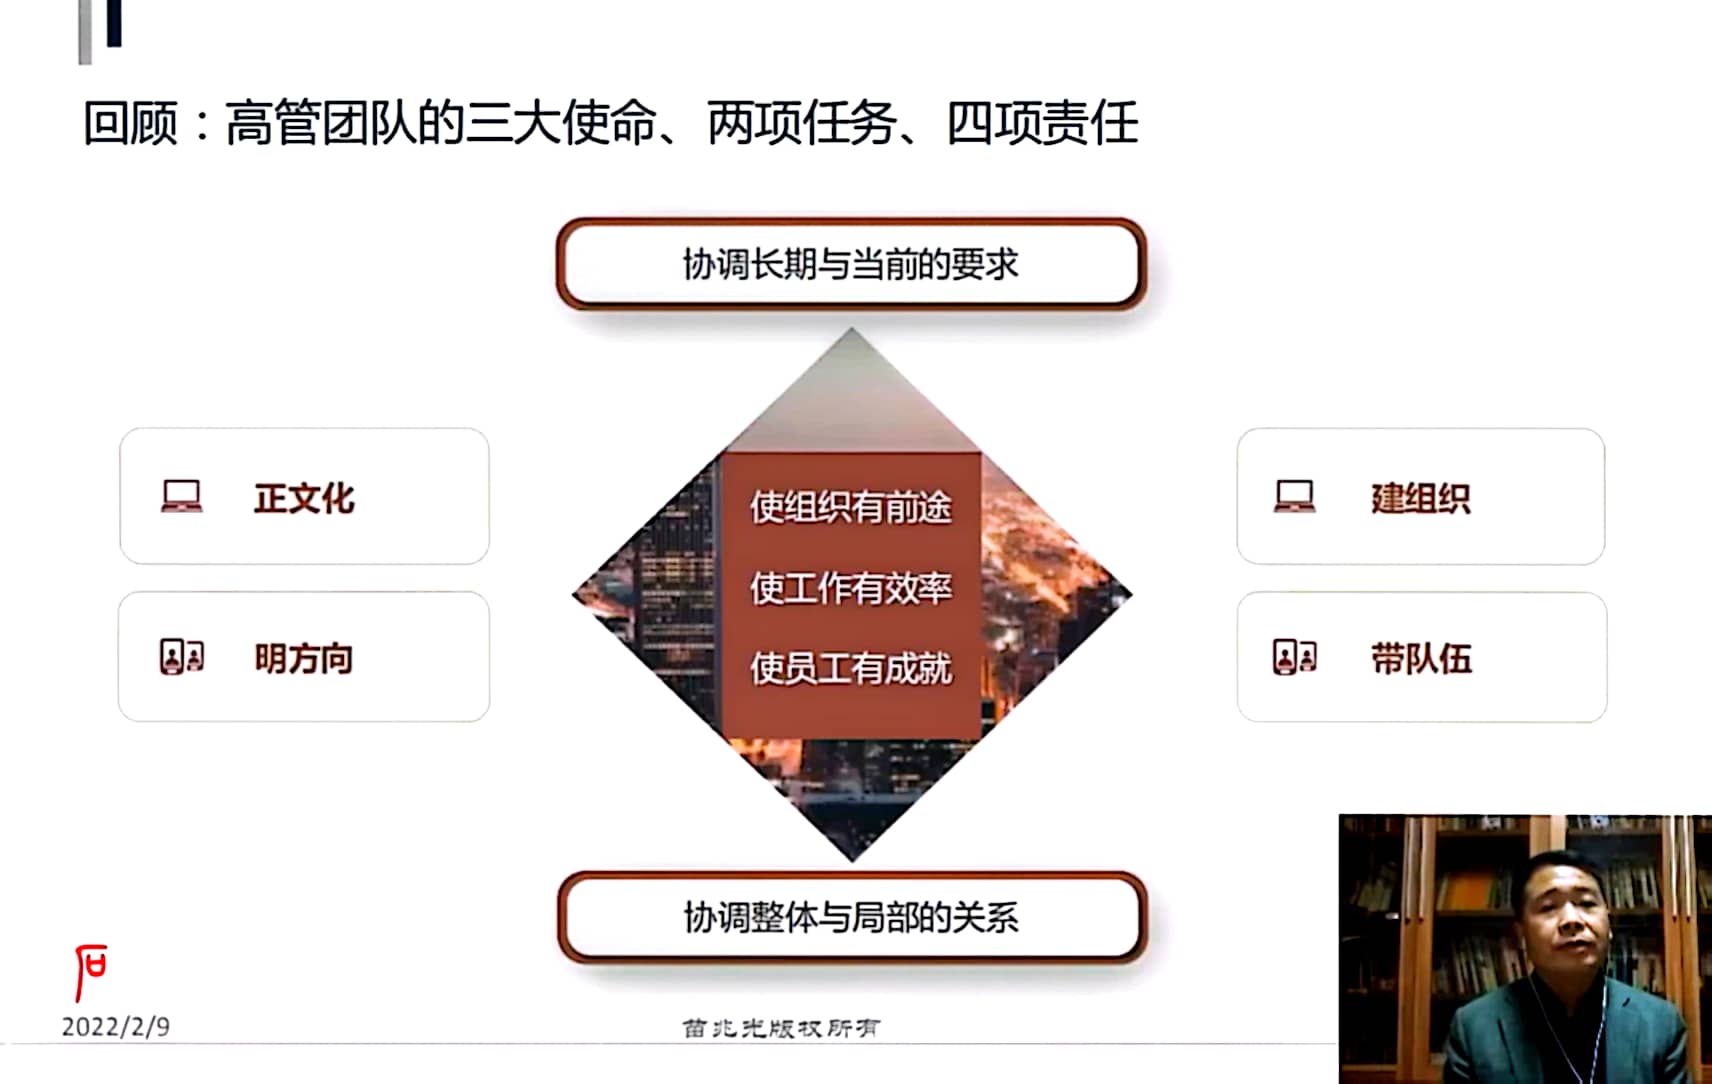 回顾：高管团队的三大使命、两项任务、四项责任
协调长期与当前的要求
正文化
明方向
使组织有前途
使工作有效率
使员工有成就
建组织
带队伍
协调整体与局部的关系
2022/2/9
苗兆光版权所有